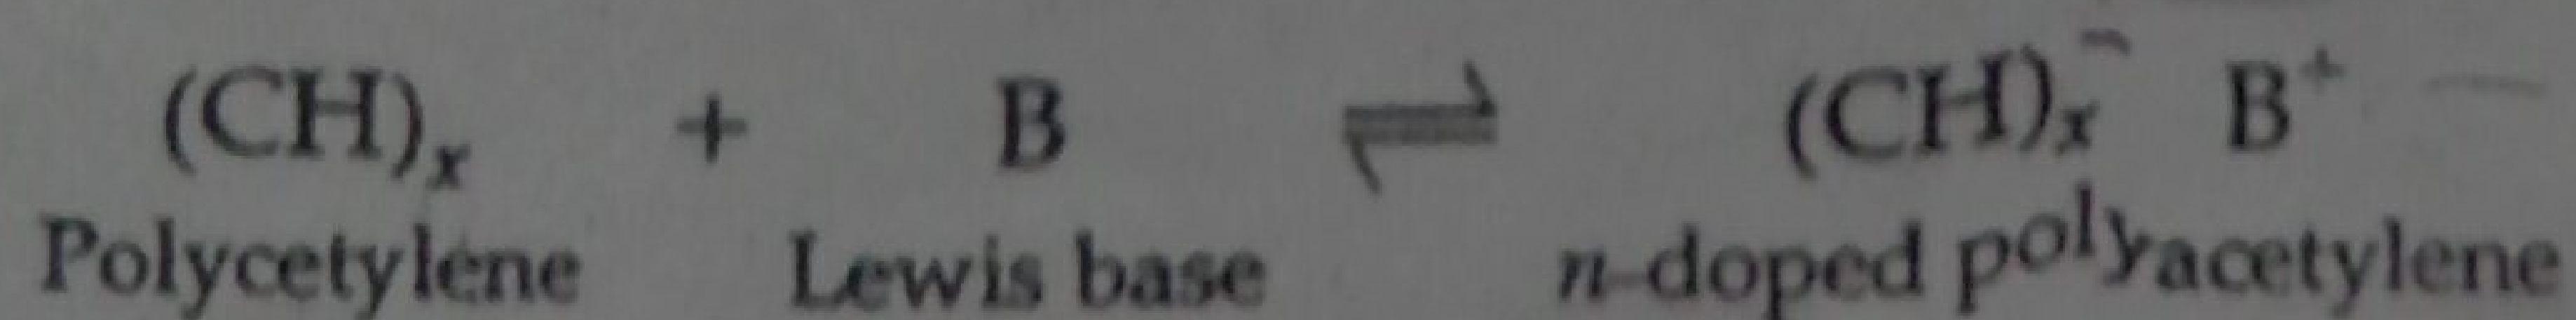 (CH)ₓ + B ⇌ (CH)ₓ⁻ B⁺
Polycetylene Lewis base n-doped polyacetylene